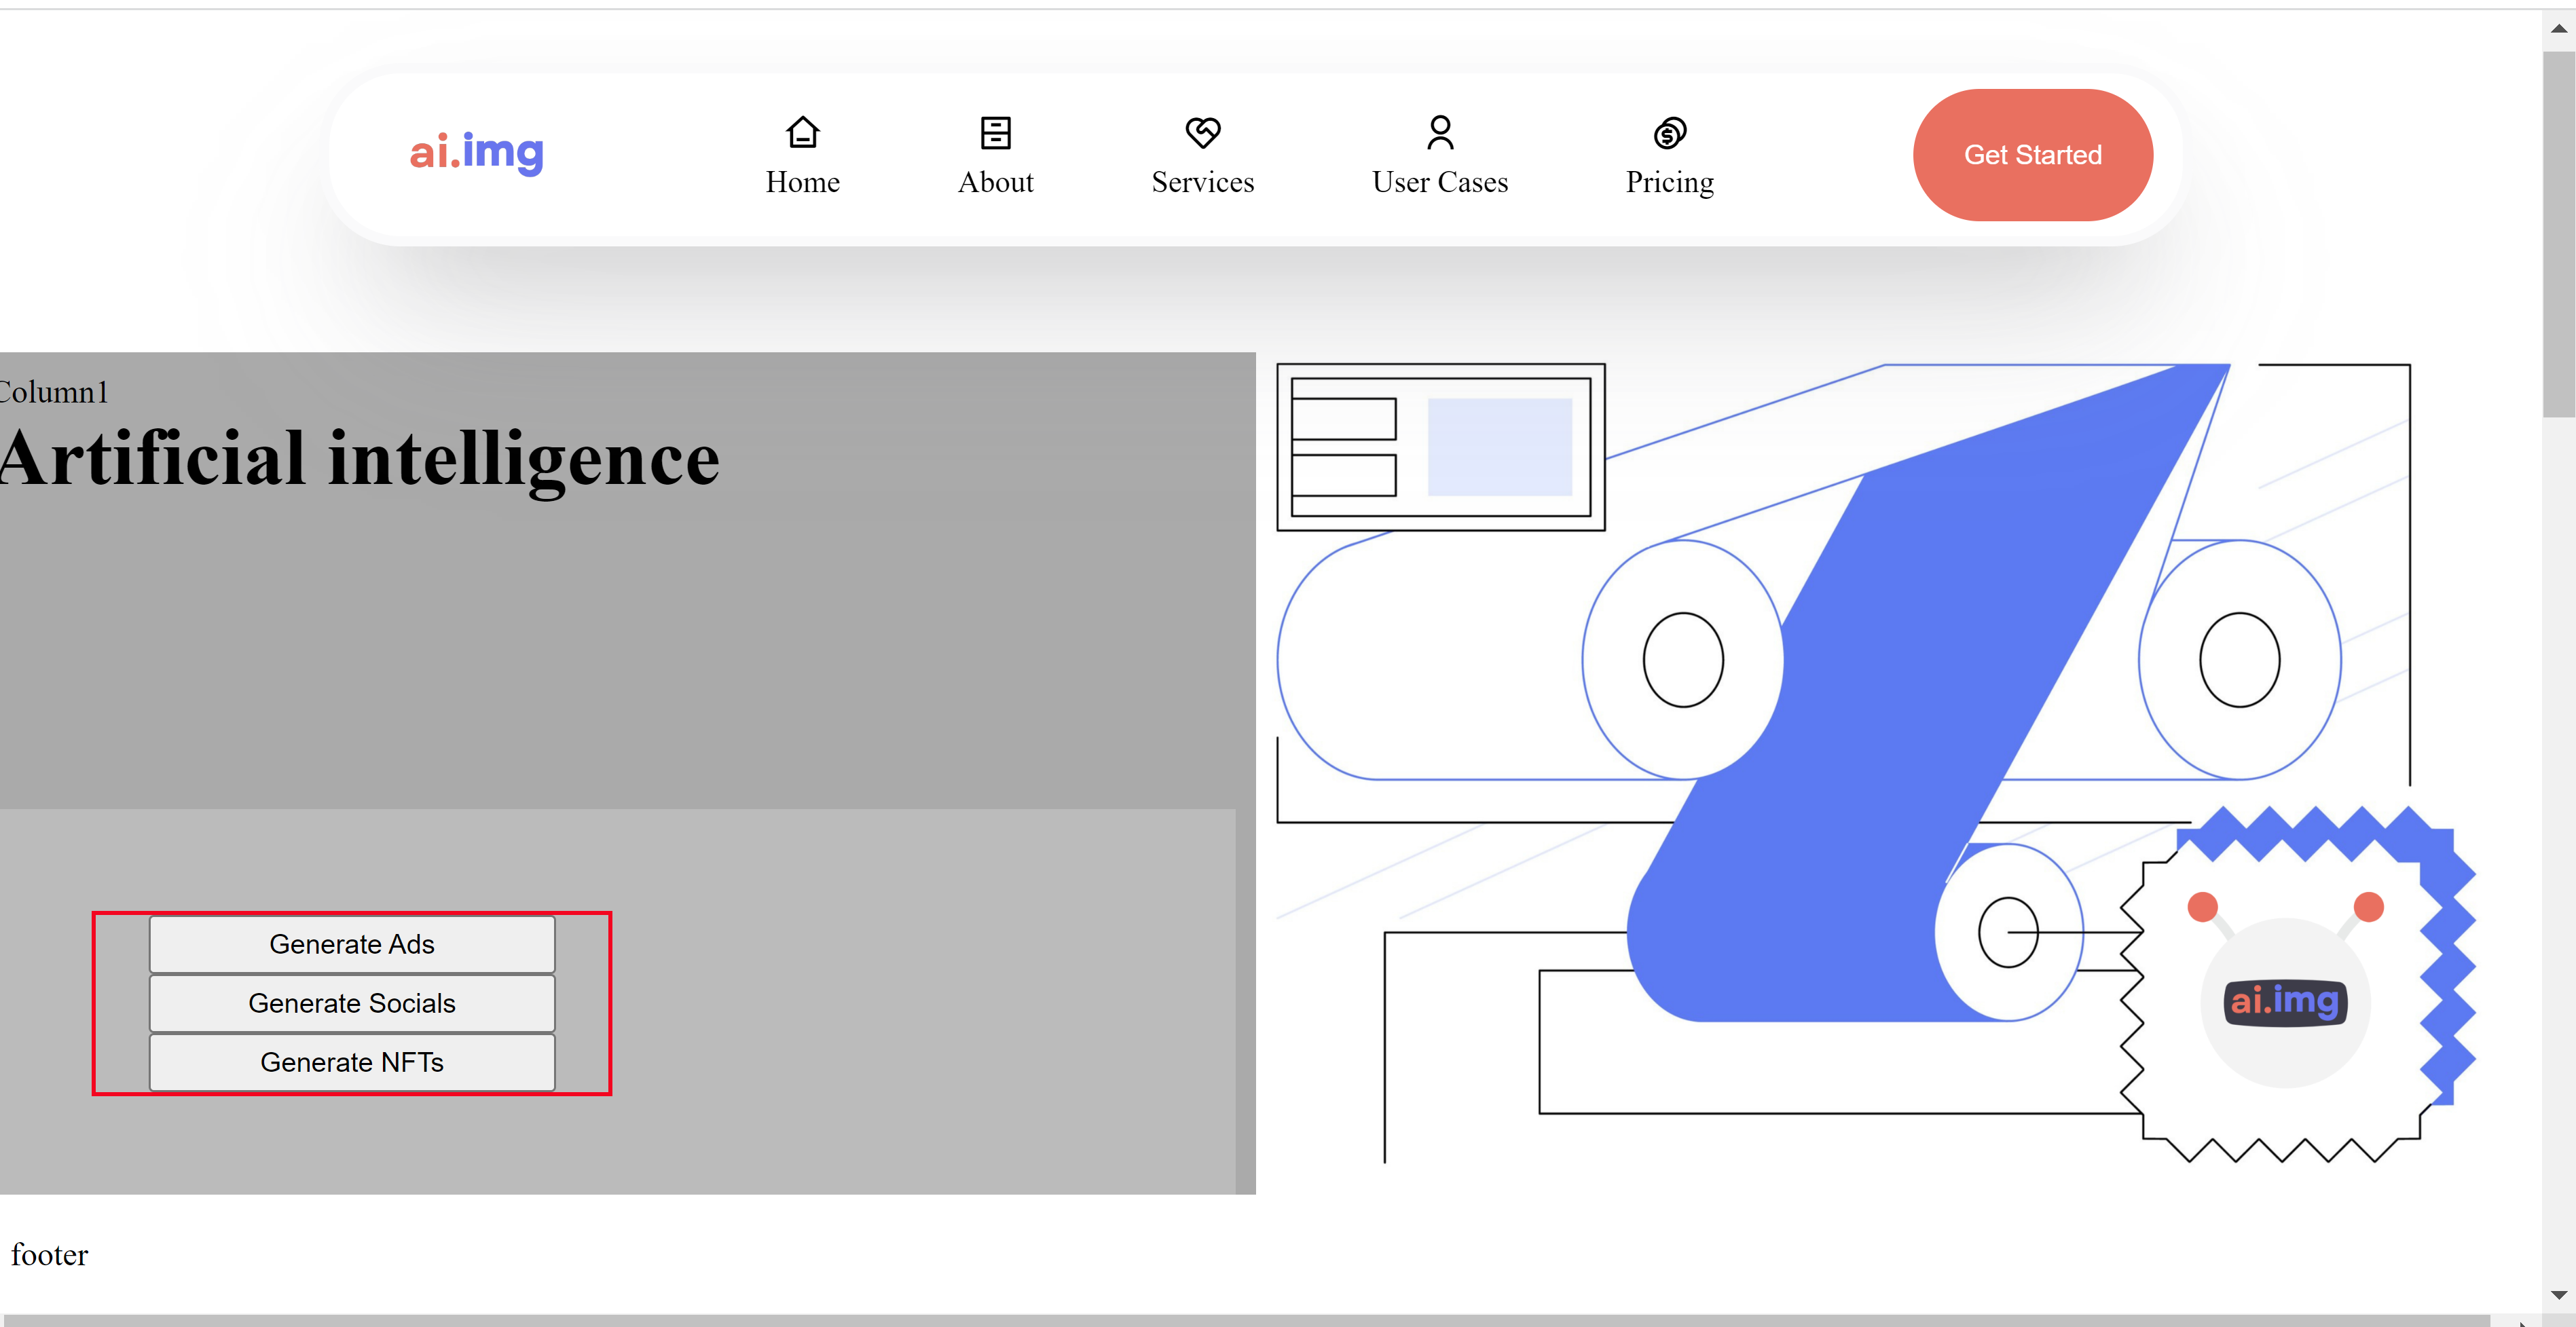 ai.img
Home
About
Services
User Cases
Pricing
Get Started
Column1
Artificial intelligence
Generate Ads
Generate Socials
Generate NFTs
ai.img
footer